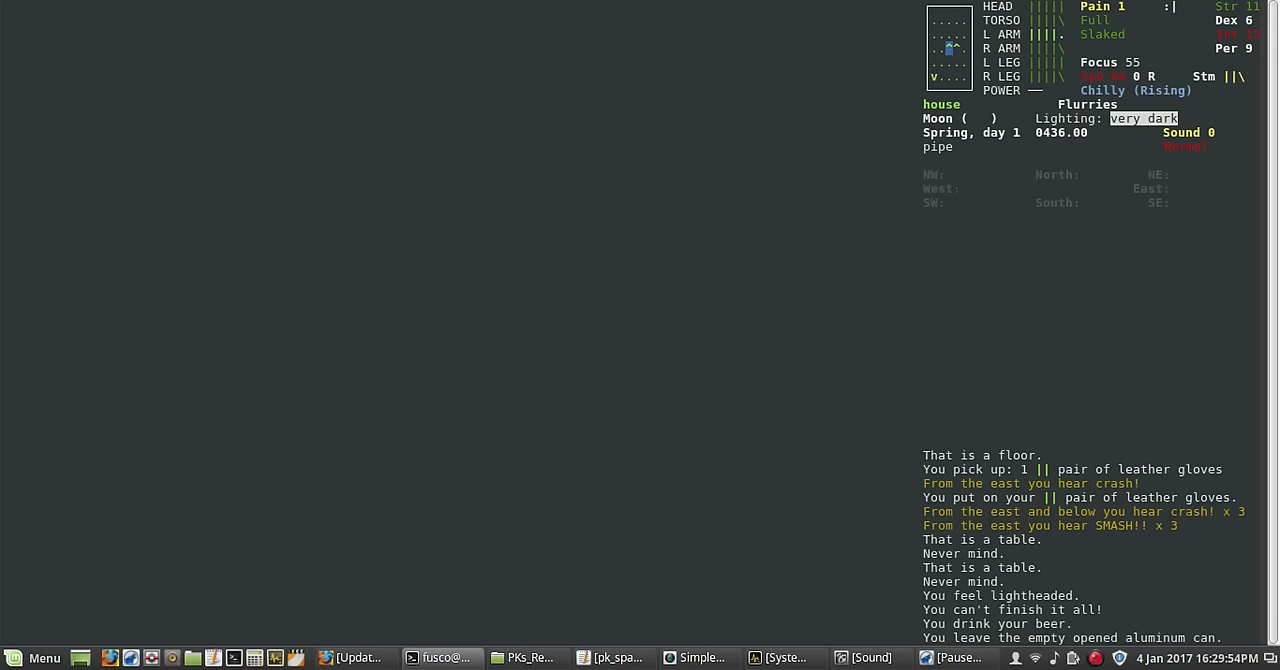 HEAD ||||| Pain 1 :| Str 11
..... TORSO ||||\ Full Dex 6
..... L ARM ||||. Slaked Int 12
..^^. R ARM ||||\ Per 9
..... L LEG ||||| Focus 55
v.... R LEG ||||\ 0 R Stm ||\
POWER — Chilly (Rising)
house Flurries
Moon (   ) Lighting: very dark
Spring, day 1 0436.00 Sound 0
pipe Normal
NW: North: NE:
West: East:
SW: South: SE:
That is a floor.
You pick up: 1 || pair of leather gloves
From the east you hear crash!
You put on your || pair of leather gloves.
From the east and below you hear crash! x 3
From the east you hear SMASH!! x 3
That is a table.
Never mind.
That is a table.
Never mind.
You feel lightheaded.
You can't finish it all!
You drink your beer.
You leave the empty opened aluminum can.
Menu [Updat... fusco@... PKs_Re... [pk_spa... Simple... [Syste... [Sound] [Pause... 4 Jan 2017 16:29:54PM